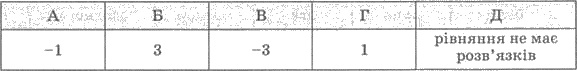 А Б В Г Д
−1 3 −3 1 рівняння не має
розв'язків